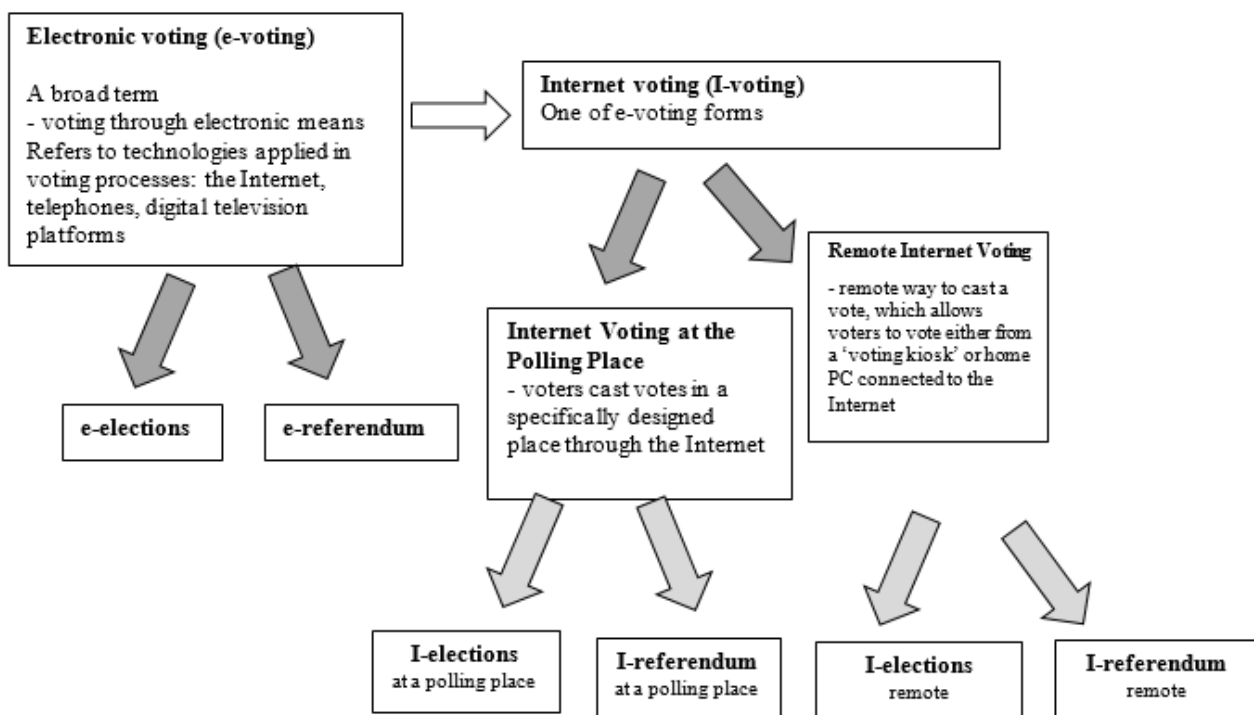 Electronic voting (e-voting)
A broad term
- voting through electronic means
Refers to technologies applied in
voting processes: the Internet,
telephones, digital television
platforms
Internet voting (I-voting)
One of e-voting forms
Remote Internet Voting
- remote way to cast a
vote, which allows
voters to vote either from
a ‘voting kiosk’ or home
PC connected to the
Internet
Internet Voting at the
Polling Place
- voters cast votes in a
specifically designed
place through the Internet
e-elections
e-referendum
I-elections
at a polling place
I-referendum
at a polling place
I-elections
remote
I-referendum
remote